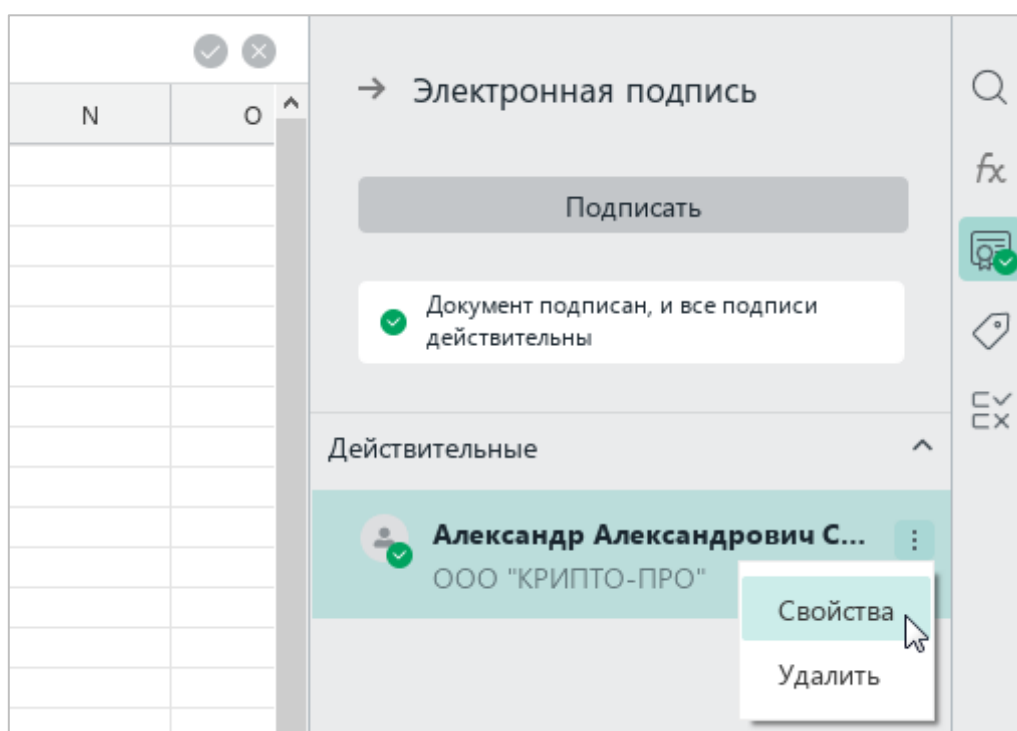 N
O
→ Электронная подпись
fx
Подписать
Документ подписан, и все подписи
действительны
Действительные
Александр Александрович С...
ООО "КРИПТО-ПРО"
Свойства
Удалить